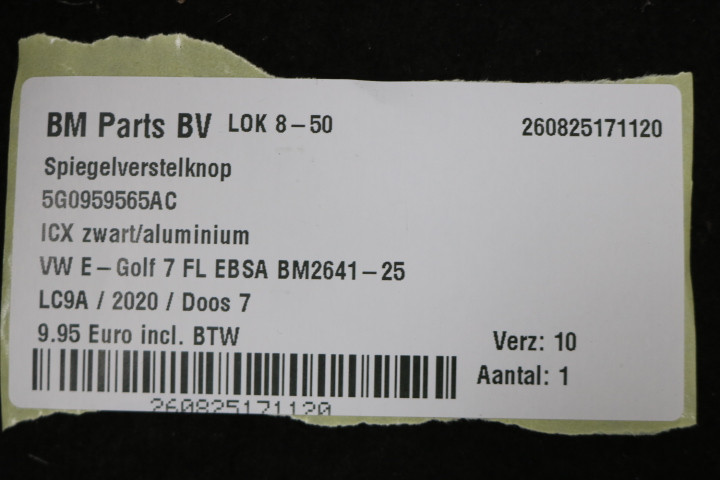 BM Parts BV LOK 8-50 260825171120
Spiegelverstelknop
5G0959565AC
ICX zwart/aluminium
VW E-Golf 7 FL EBSA BM2641-25
LC9A / 2020 / Doos 7
9.95 Euro incl. BTW Verz: 10
Aantal: 1
260825171120